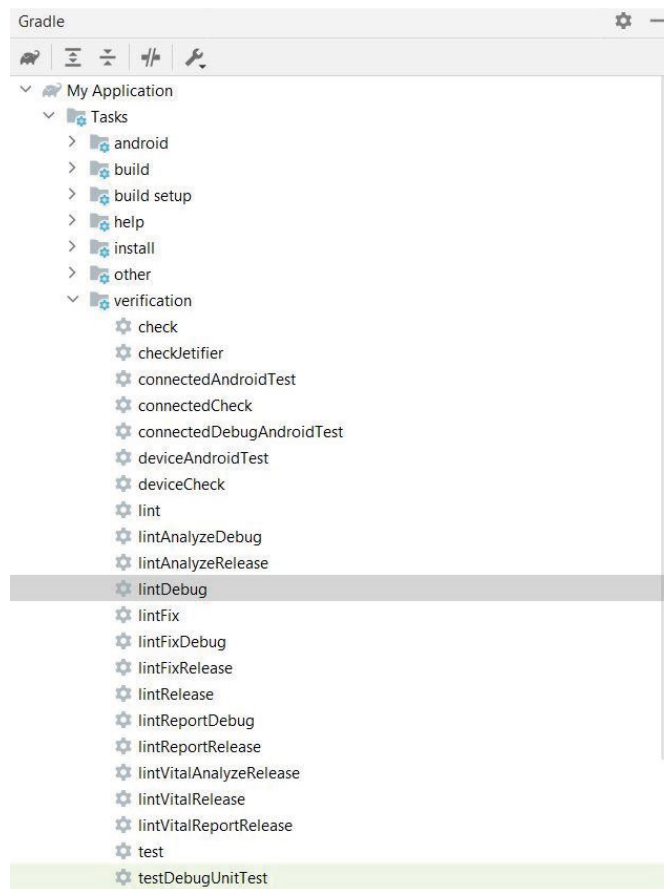 Gradle
My Application
Tasks
android
build
build setup
help
install
other
verification
check
checkJetifier
connectedAndroidTest
connectedCheck
connectedDebugAndroidTest
deviceAndroidTest
deviceCheck
lint
lintAnalyzeDebug
lintAnalyzeRelease
lintDebug
lintFix
lintFixDebug
lintFixRelease
lintRelease
lintReportDebug
lintReportRelease
lintVitalAnalyzeRelease
lintVitalRelease
lintVitalReportRelease
test
testDebugUnitTest